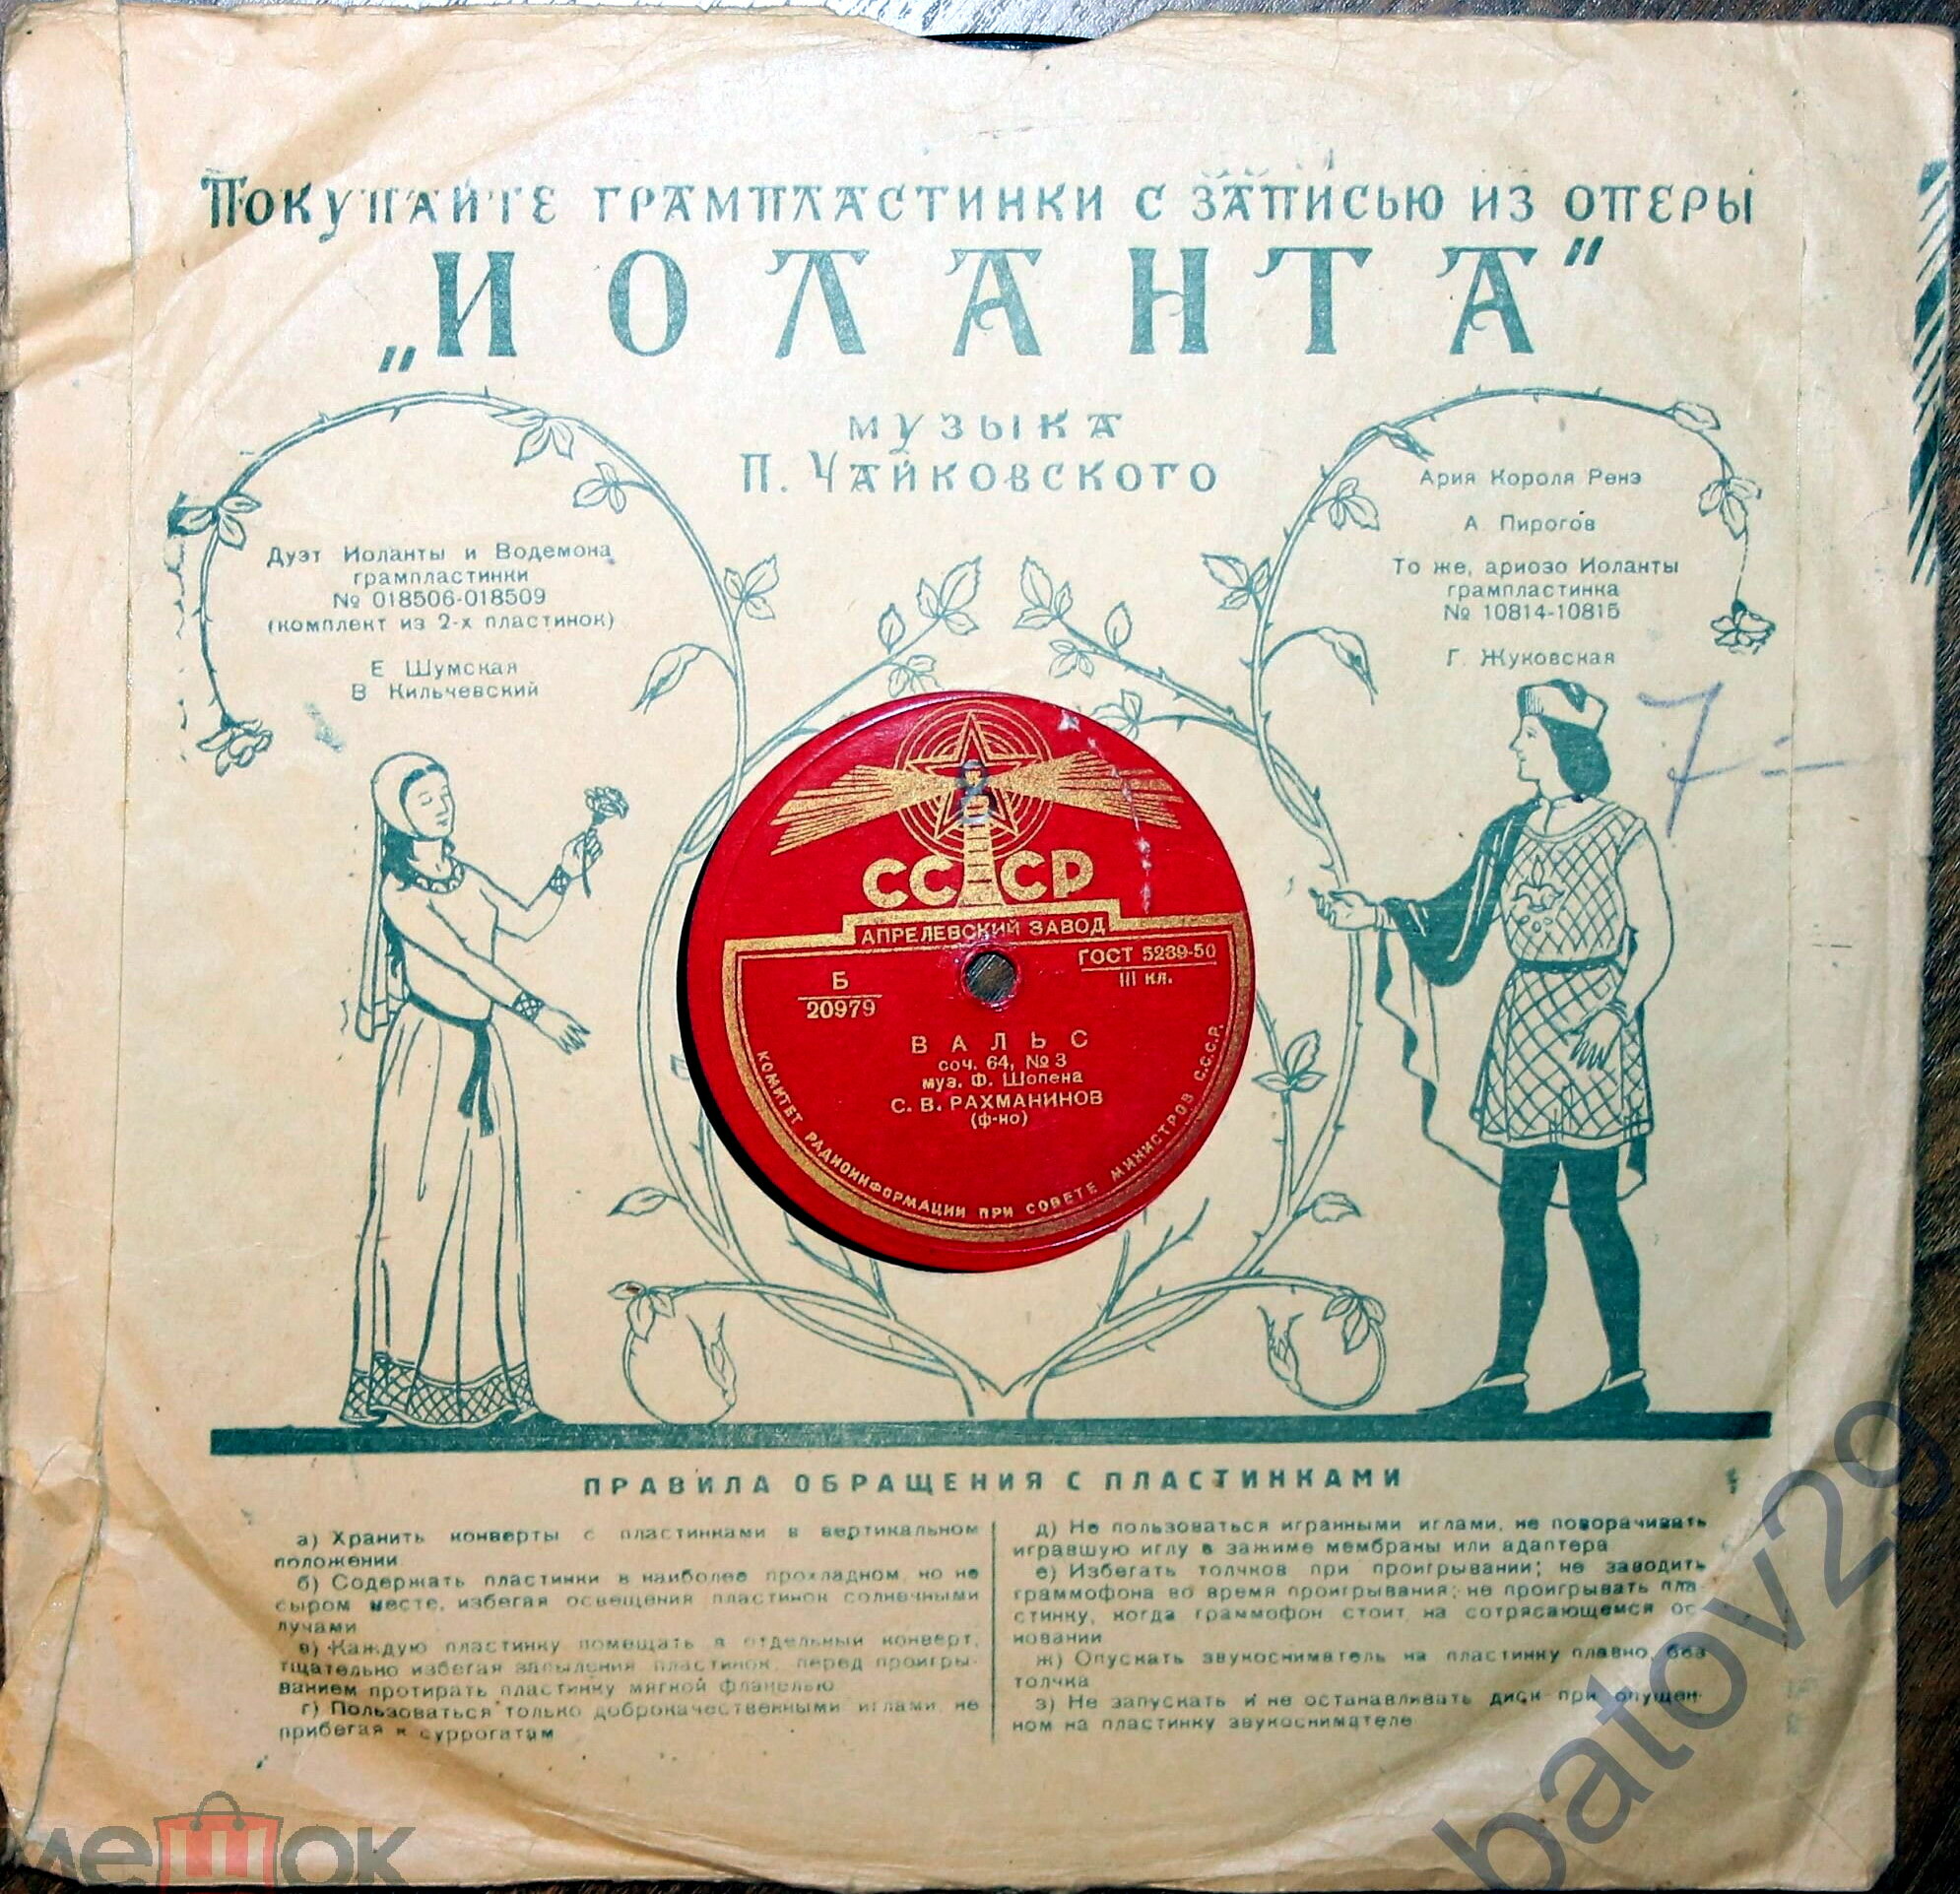 Покупайте грампластинки с записью из оперы
„ИОЛАНТА“
музыка
П. Чайковского
Дуэт Иоланты и Водемона
грампластинки
№ 018506-018509
(комплект из 2-х пластинок)
Е Шумская
В Кильчевский
Ария Короля Ренэ
А. Пирогов
То же, ариозо Иоланты
грампластинка
№ 10814-10815
Г. Жуковская
7-=
СССР
АПРЕЛЕВСКИЙ ЗАВОД
Б
20979
ГОСТ 5289-50
III кл.
ВАЛЬС
соч. 64, № 3
муз. Ф. Шопена
С. В. РАХМАНИНОВ
(ф-но)
КОМИТЕТ РАДИОИНФОРМАЦИИ ПРИ СОВЕТЕ МИНИСТРОВ С.С.С.Р.
ПРАВИЛА ОБРАЩЕНИЯ С ПЛАСТИНКАМИ
а) Хранить конверты с пластинками в вертикальном
положении
б) Содержать пластинки в наиболее прохладном, но не
сыром месте, избегая освещения пластинок солнечными
лучами
в) Каждую пластинку помещать в отдельный конверт,
тщательно избегая запыления пластинок, перед проигры-
ванием протирать пластинку мягкой фланелью
г) Пользоваться только доброкачественными иглами, не
прибегая к суррогатам
д) Не пользоваться игранными иглами, не поворачивать
игравшую иглу в зажиме мембраны или адаптера
е) Избегать толчков при проигрывании; не заводить
граммофона во время проигрывания; не проигрывать пла-
стинку, когда граммофон стоит на сотрясающемся ос-
новании
ж) Опускать звукосниматель на пластинку плавно, без
толчка
з) Не запускать и не останавливать диск при опущен-
ном на пластинку звукоснимателе
мешок
batov29